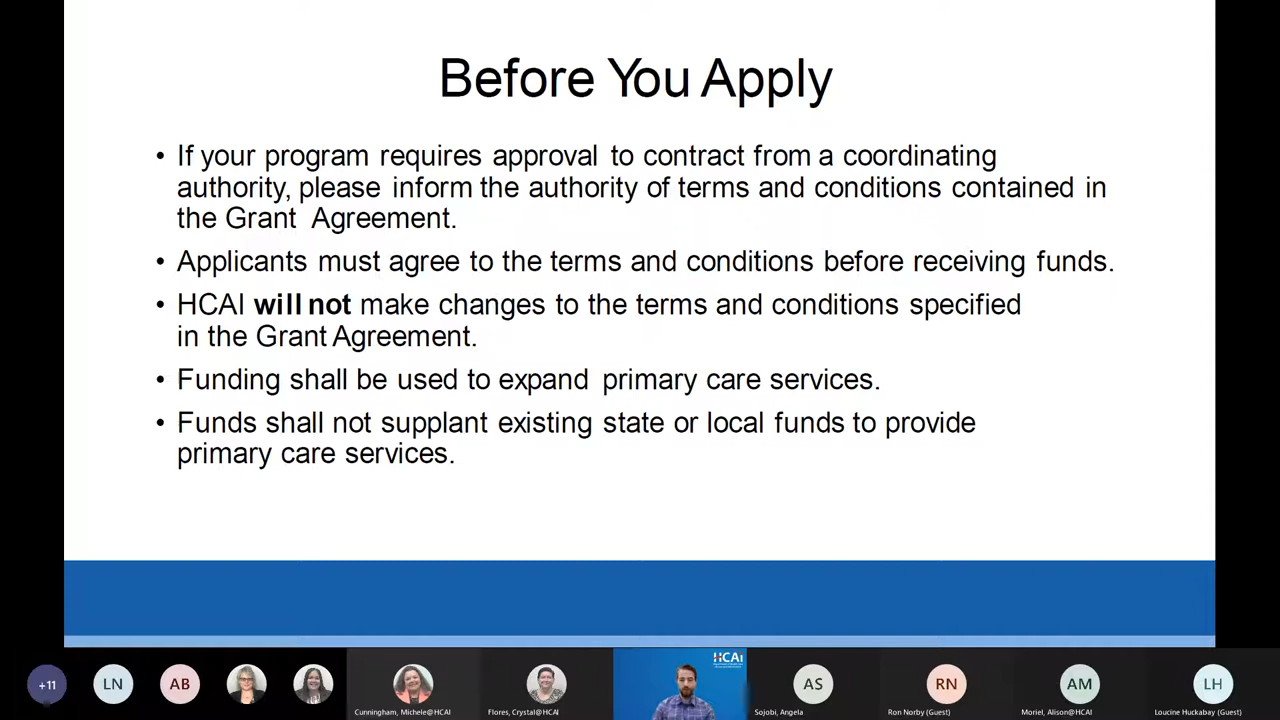 Before You Apply
• If your program requires approval to contract from a coordinating
authority, please inform the authority of terms and conditions contained in
the Grant Agreement.
• Applicants must agree to the terms and conditions before receiving funds.
• HCAI will not make changes to the terms and conditions specified
in the Grant Agreement.
• Funding shall be used to expand primary care services.
• Funds shall not supplant existing state or local funds to provide
primary care services.
+11
LN
AB
Cunningham, Michele@HCAI
Flores, Crystal@HCAI
HCAi
AS
Sojobi, Angela
RN
Ron Norby (Guest)
AM
Moriel, Alison@HCAI
LH
Loucine Huckabay (Guest)